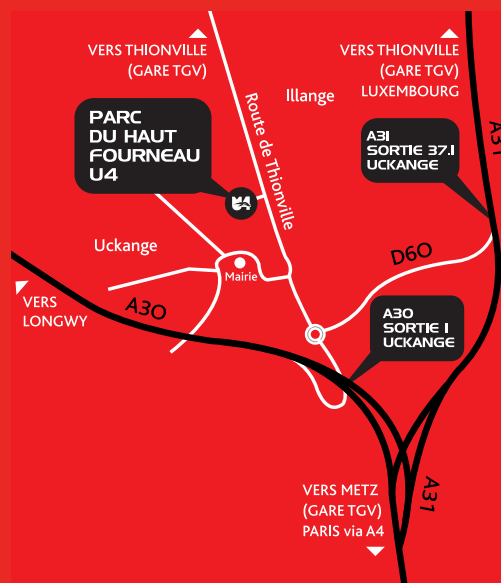 VERS THIONVILLE
(GARE TGV)
VERS THIONVILLE
(GARE TGV)
LUXEMBOURG
Illange
Route de Thionville
PARC
DU HAUT
FOURNEAU
U4
A31
SORTIE 37.1
UCKANGE
A31
U4
Uckange
Mairie
D60
VERS
LONGWY
A30
A30
SORTIE 1
UCKANGE
VERS METZ
(GARE TGV)
PARIS via A4
A31